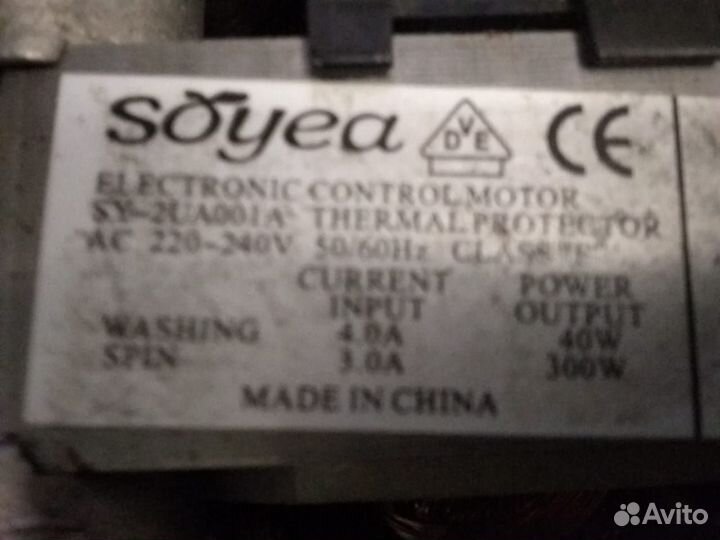 soyea
VDE CE
ELECTRONIC CONTROL MOTOR
SY-2UA001A THERMAL PROTECTOR
AC 220-240V 50/60Hz CLASS "F"
CURRENT POWER
INPUT OUTPUT
WASHING 4.0A 40W
SPIN 3.0A 300W
MADE IN CHINA
Avito